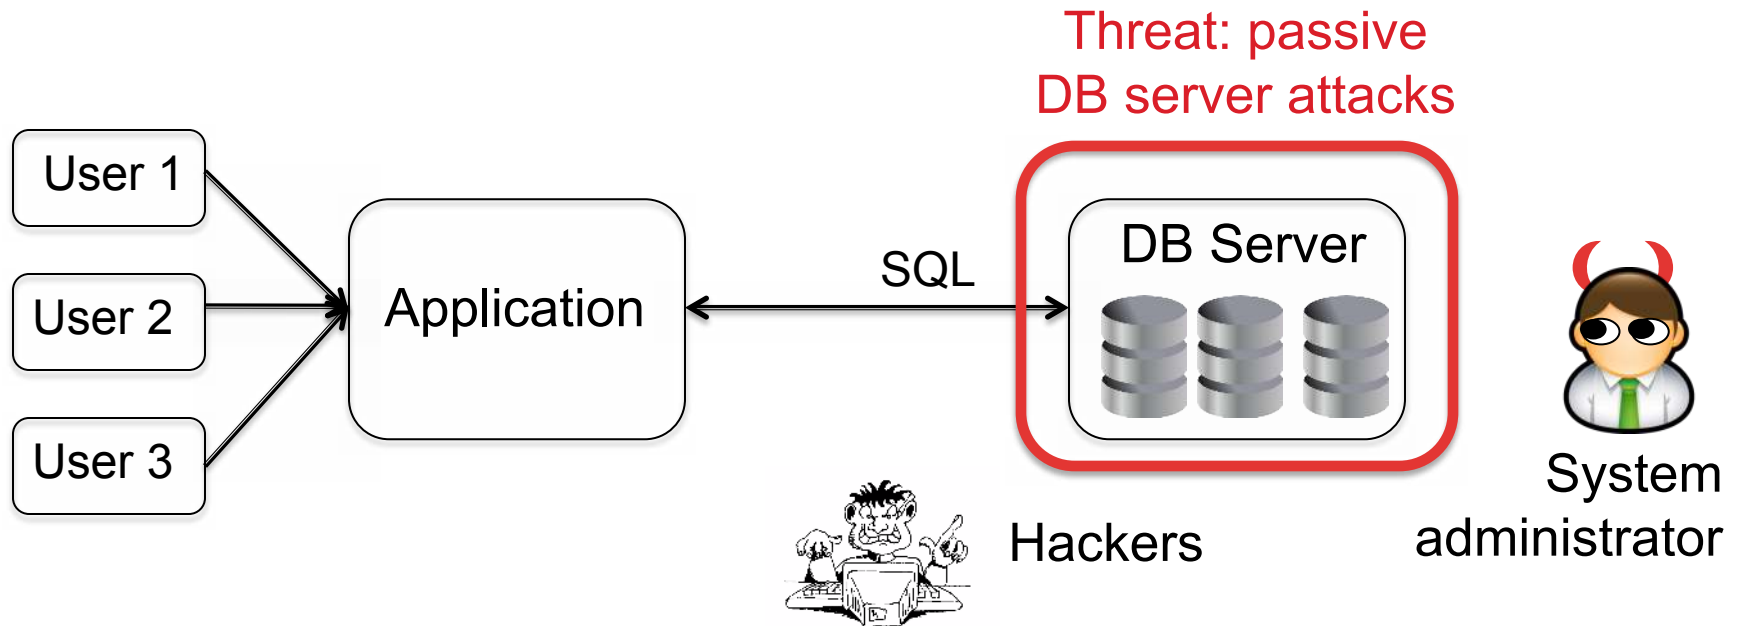 Threat: passive
DB server attacks
User 1
User 2
User 3
Application
SQL
DB Server
Hackers
System
administrator